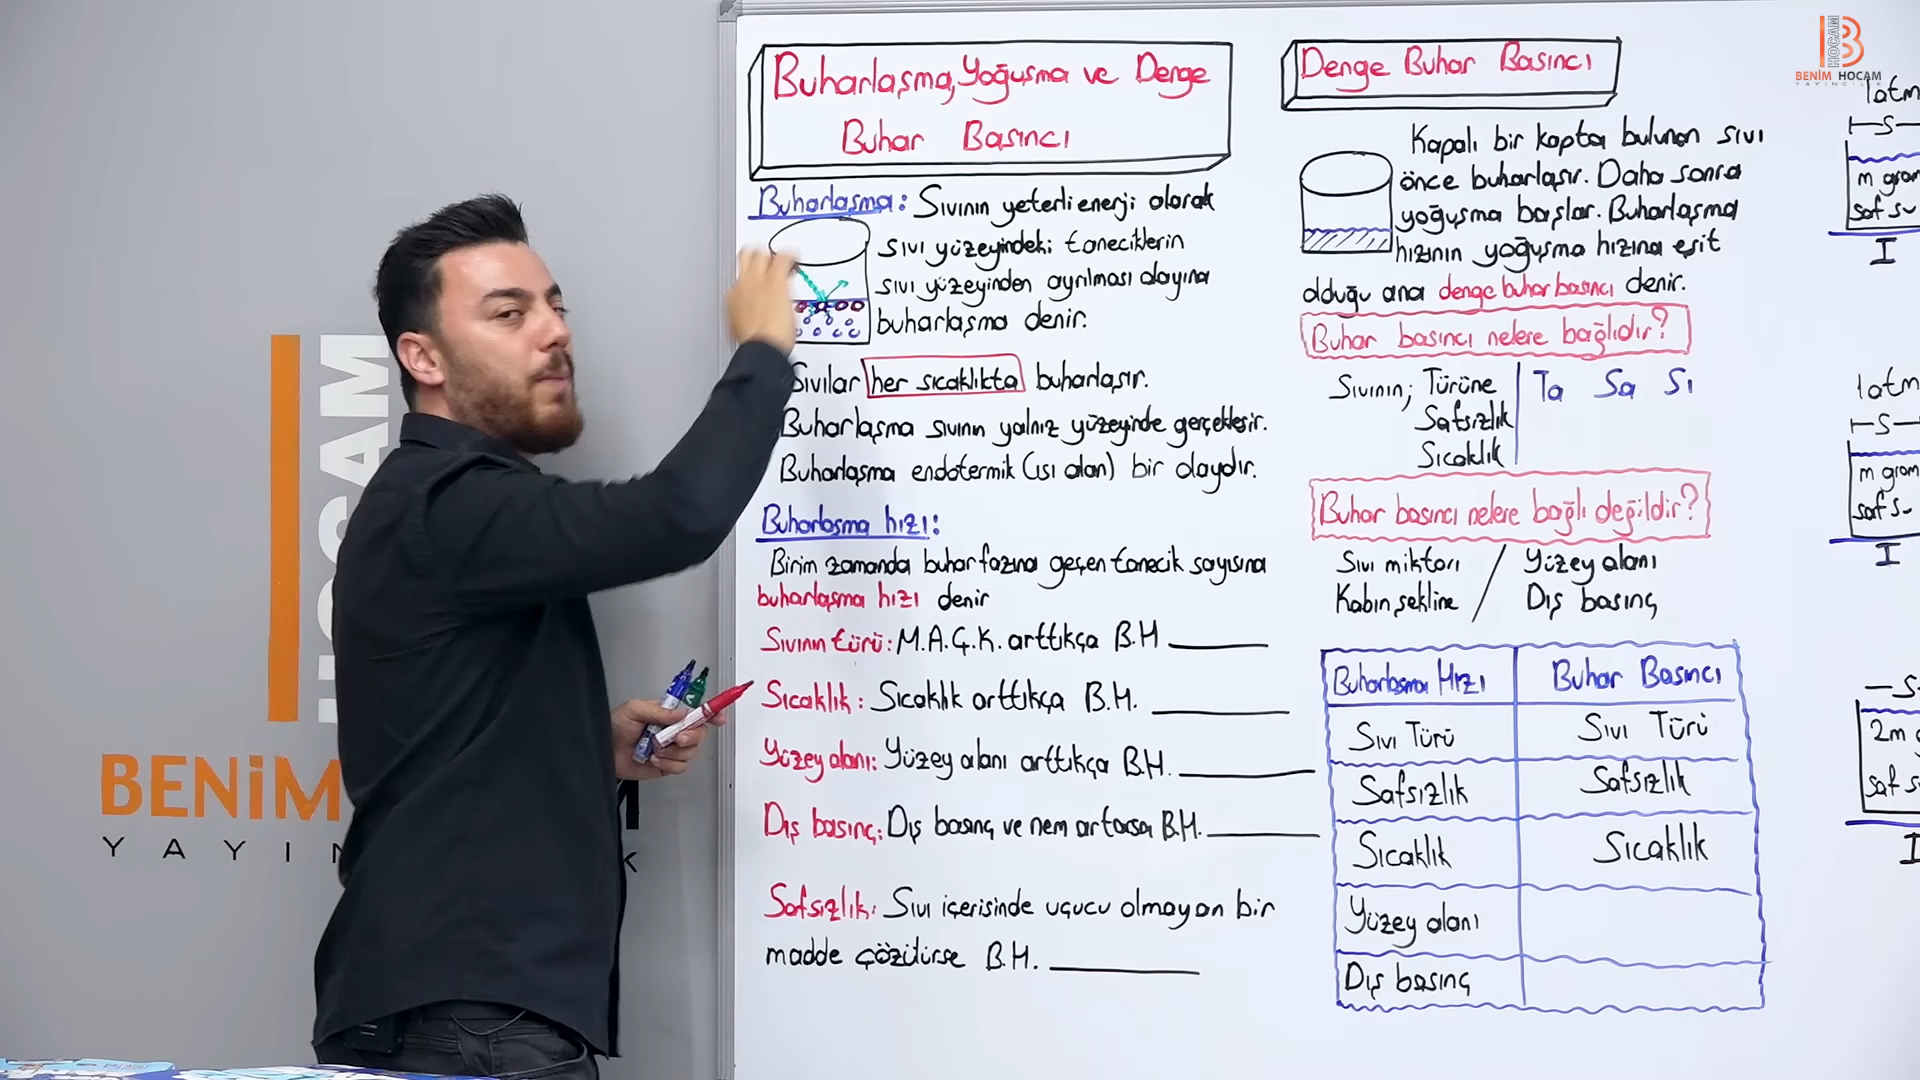 Buharlaşma, Yoğuşma ve Denge
Buhar Basıncı
Buharlaşma: Sıvının yeterli enerji alarak
sıvı yüzeyindeki taneciklerin
sıvı yüzeyinden ayrılması olayına
buharlaşma denir.
Sıvılar her sıcaklıkta buharlaşır.
Buharlaşma sıvının yalnız yüzeyinde gerçekleşir.
Buharlaşma endotermik (ısı alan) bir olaydır.
Buharlaşma hızı:
Birim zamanda buhar fazına geçen tanecik sayısına
buharlaşma hızı denir
Sıvının türü: M.A.Ç.K. arttıkça B.H
Sıcaklık: Sıcaklık arttıkça B.H.
Yüzey alanı: Yüzey alanı arttıkça B.H.
Dış basınç: Dış basınç ve nem artarsa B.H.
Safsızlık: Sıvı içerisinde uçucu olmayan bir
madde çözülürse B.H.
Denge Buhar Basıncı
Kapalı bir kapta bulunan sıvı
önce buharlaşır. Daha sonra
yoğuşma başlar. Buharlaşma
hızının yoğuşma hızına eşit
olduğu ana denge buhar basıncı denir.
Buhar basıncı nelere bağlıdır?
Sıvının; Türüne Ta Sa Sı
Safsızlık
Sıcaklık
Buhar basıncı nelere bağlı değildir?
Sıvı miktarı / Yüzey alanı
Kabın şekline / Dış basınç
Buharlaşma Hızı Buhar Basıncı
Sıvı Türü Sıvı Türü
Safsızlık Safsızlık
Sıcaklık Sıcaklık
Yüzey alanı
Dış basınç
1atm
S
m gram
saf su
I
1atm
S
m gram
saf su
I
S
2m
saf
I
HOCAM
BENİM
YAYIN
K
BENİM HOCAM
YAYINCILIK